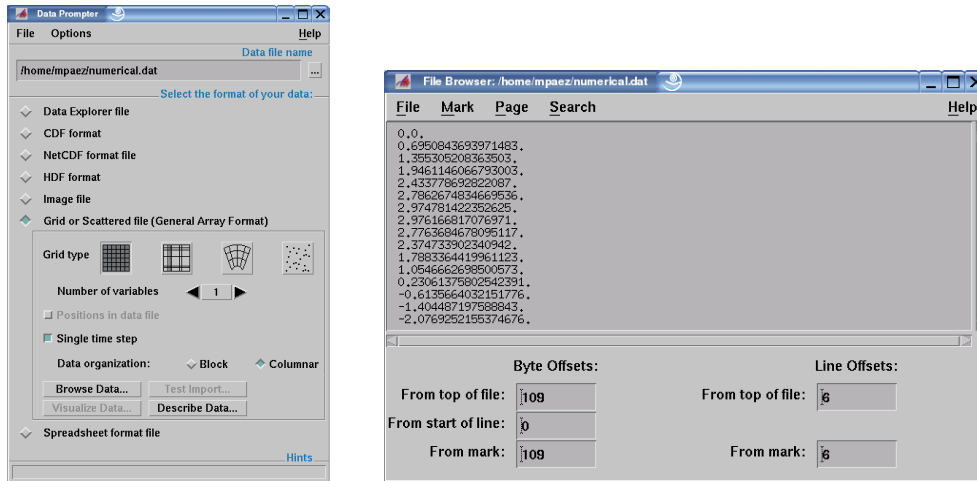 Data Prompter
File Options Help
Data file name
/home/mpaez/numerical.dat ...
Select the format of your data:
Data Explorer file
CDF format
NetCDF format file
HDF format
Image file
Grid or Scattered file (General Array Format)
Grid type
Number of variables 1
Positions in data file
Single time step
Data organization: Block Columnar
Browse Data... Test Import...
Visualize Data... Describe Data...
Spreadsheet format file
Hints
File Browser: /home/mpaez/numerical.dat
File Mark Page Search Help
0.0.
0.6950843693971483.
1.355305208363503.
1.9461146066793003.
2.433778692822087.
2.7862674834669536.
2.974781422352625.
2.976166817076971.
2.7763684678095117.
2.374733902340942.
1.7883364419961123.
1.0546662698500573.
0.23061375802542391.
-0.6135664032151776.
-1.404487197588843.
-2.0769252155374676.
Byte Offsets: Line Offsets:
From top of file: 109 From top of file: 6
From start of line: 0
From mark: 109 From mark: 6